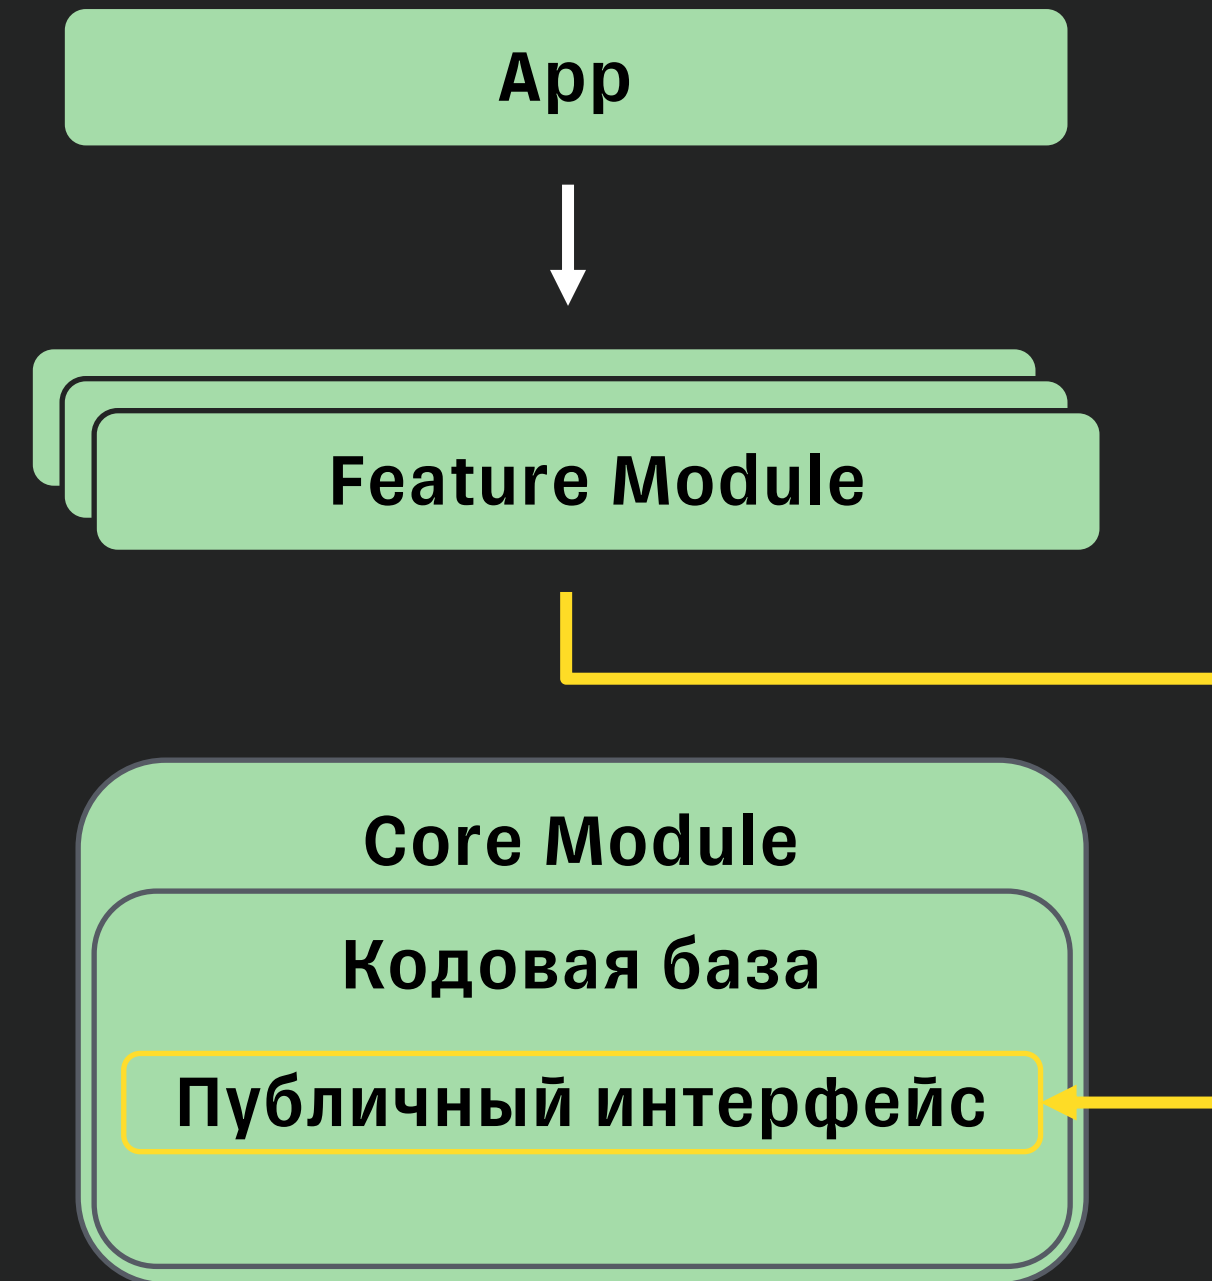 App
Feature Module
Core Module
Кодовая база
Публичный интерфейс